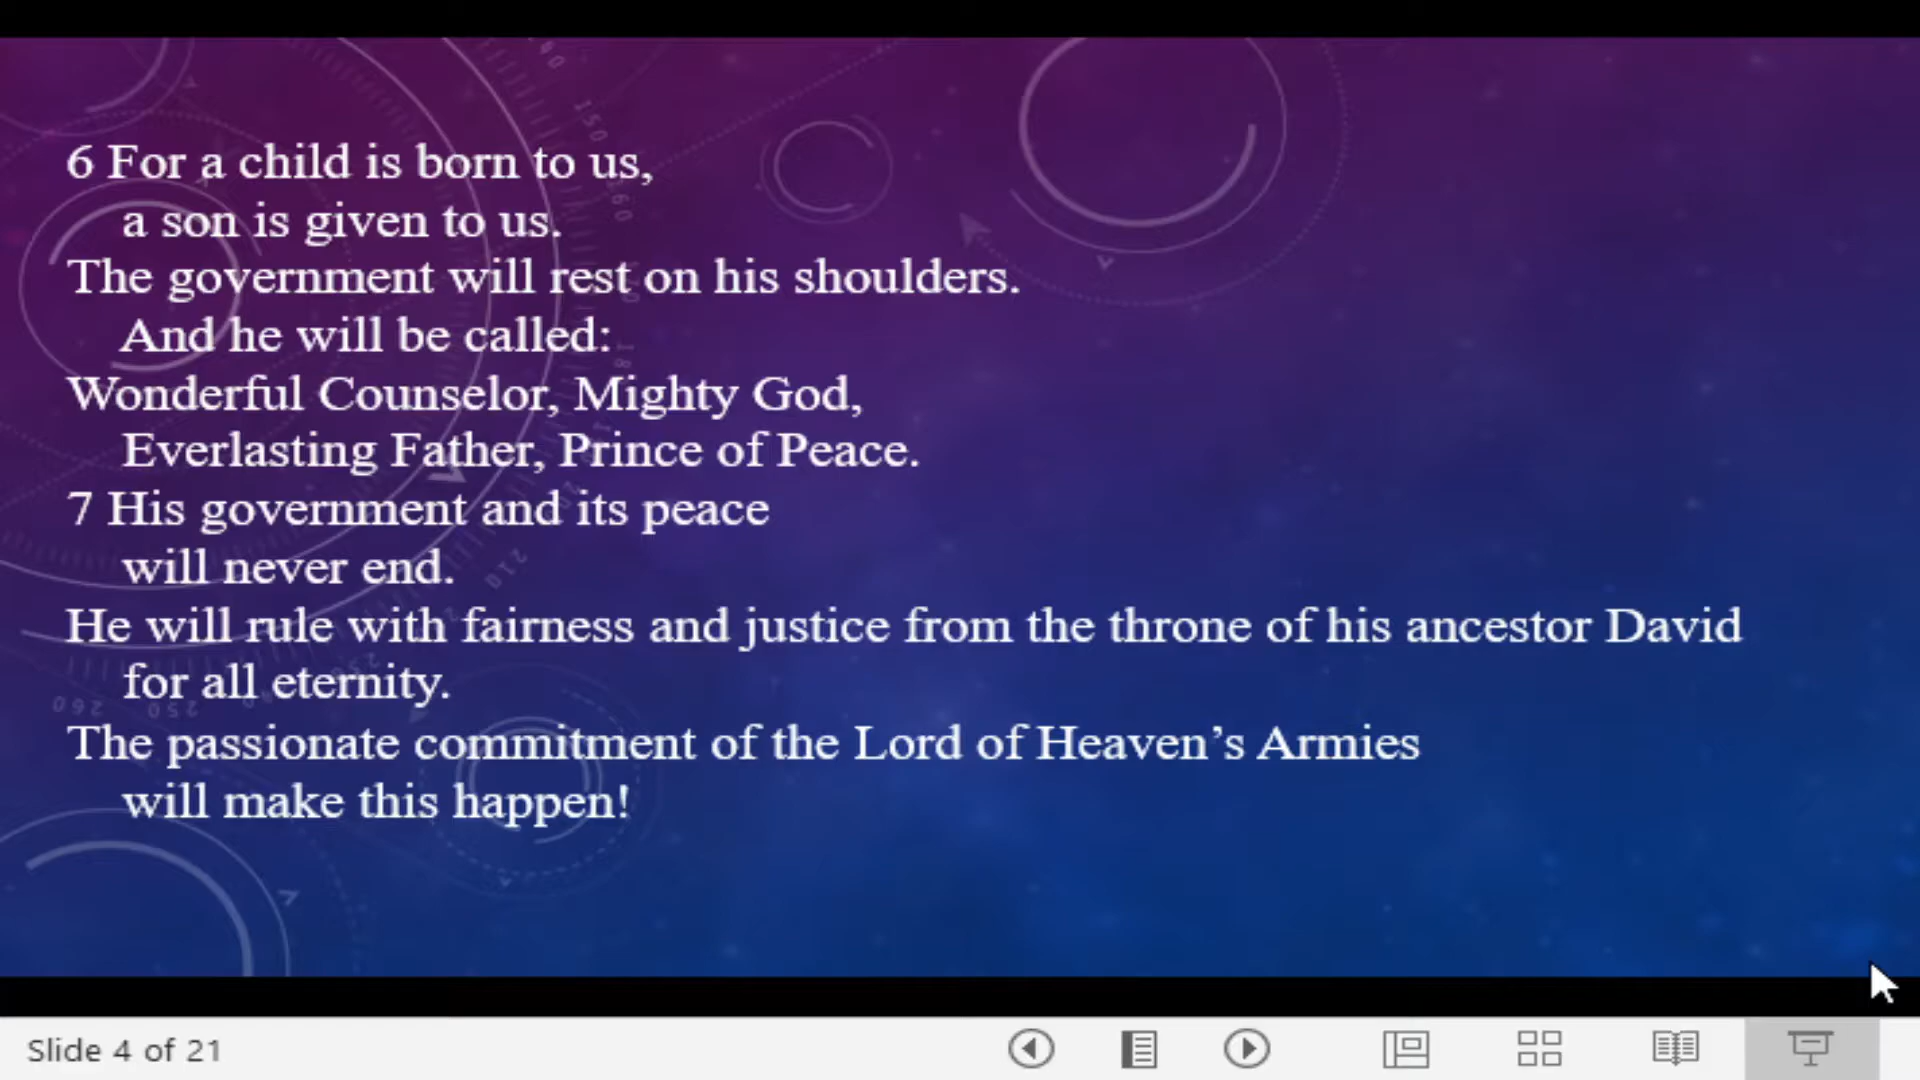 6 For a child is born to us,
a son is given to us.
The government will rest on his shoulders.
And he will be called:
Wonderful Counselor, Mighty God,
Everlasting Father, Prince of Peace.
7 His government and its peace
will never end.
He will rule with fairness and justice from the throne of his ancestor David
for all eternity.
The passionate commitment of the Lord of Heaven’s Armies
will make this happen!
Slide 4 of 21